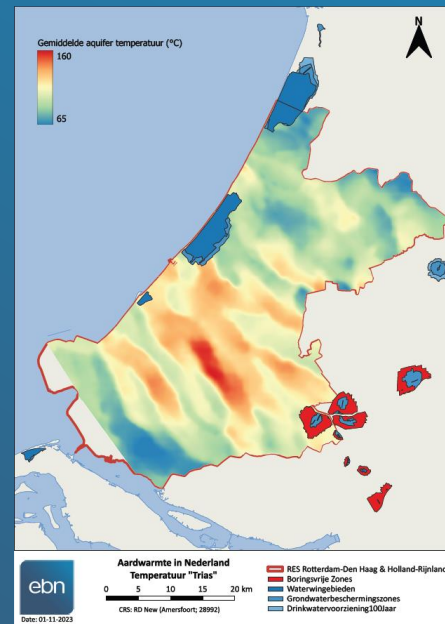 Gemiddelde aquifer temperatuur (°C)
160
65
N
ebn
Date: 01-11-2023
Aardwarmte in Nederland
Temperatuur "Trias"
0 5 10 15 20 km
CRS: RD New (Amersfoort; 28992)
RES Rotterdam-Den Haag & Holland-Rijnland
Boringsvrije Zones
Waterwingebieden
Grondwaterbeschermingszones
Drinkwatervoorziening100Jaar